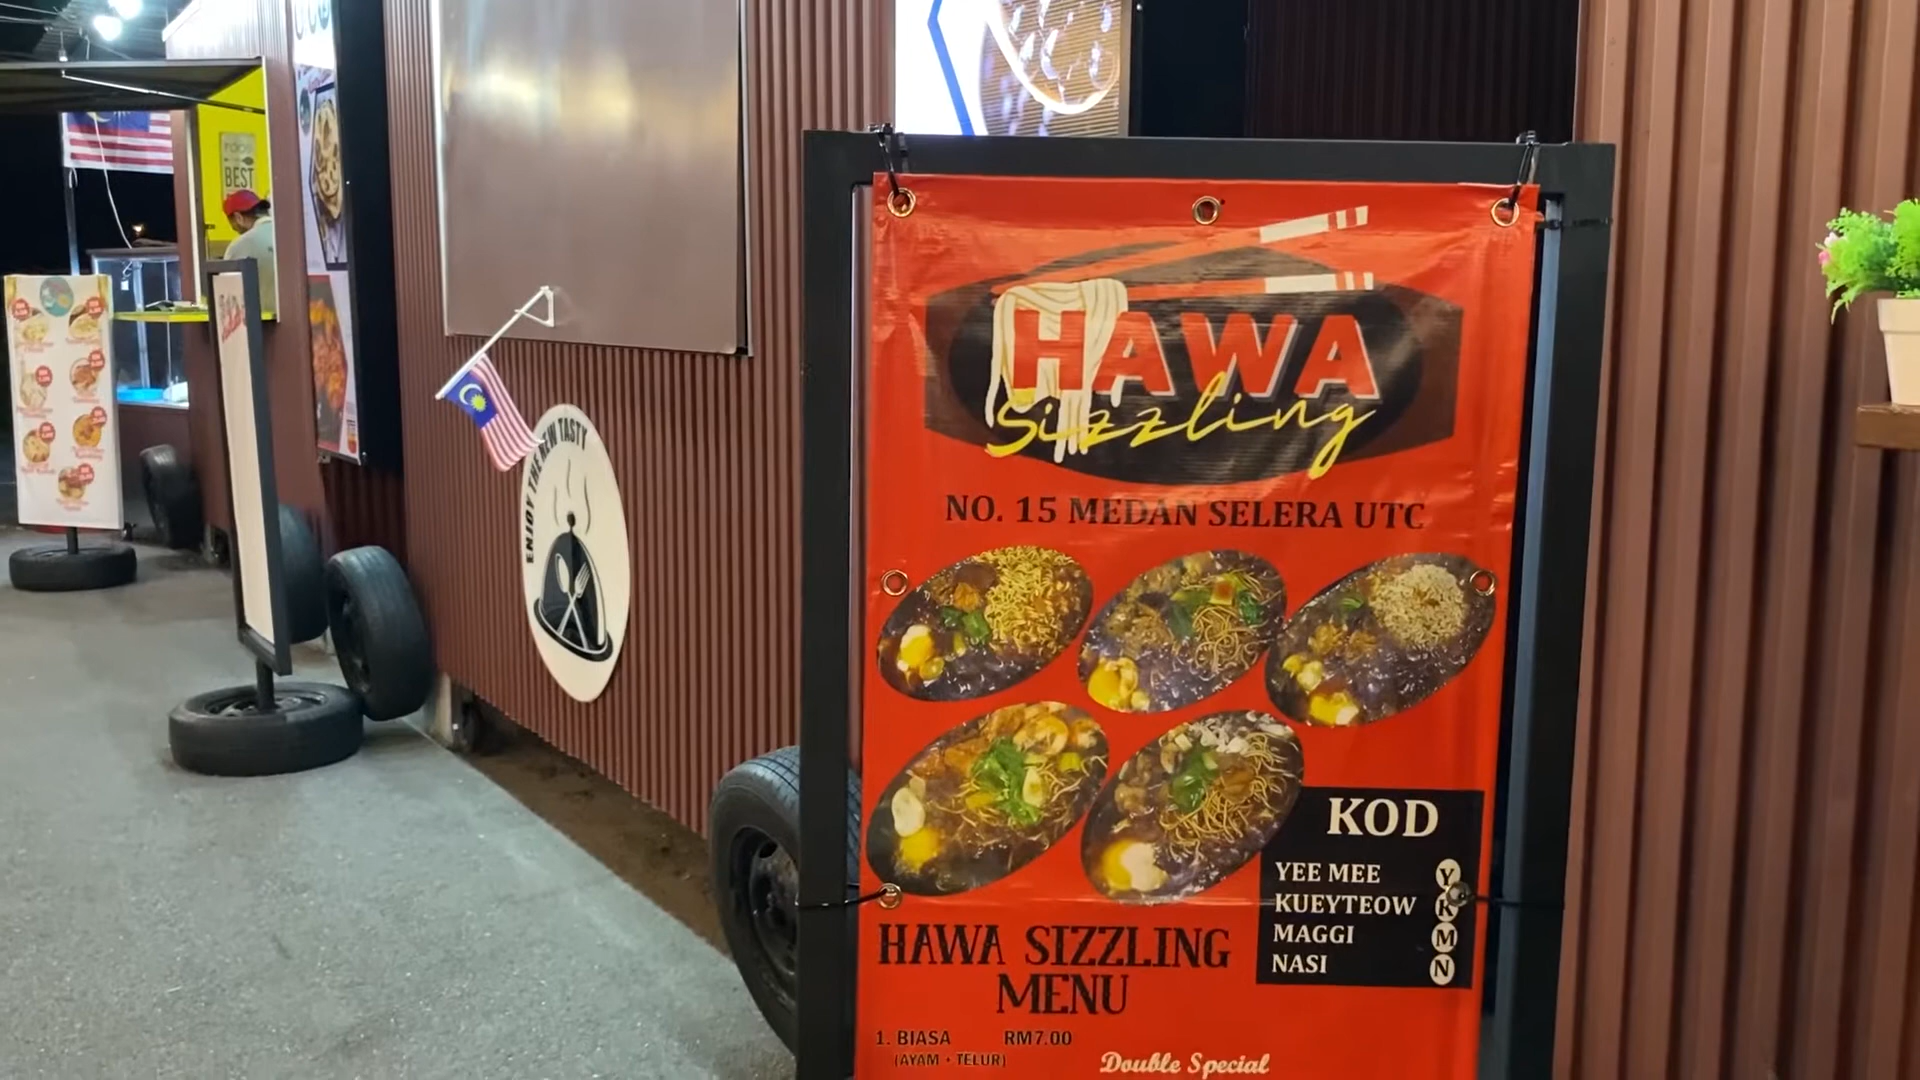 BEST
ENJOY THE NEW TASTY
HAWA
Sizzling
NO. 15 MEDAN SELERA UTC
KOD
YEE MEE Y
KUEYTEOW K
MAGGI M
NASI N
HAWA SIZZLING
MENU
1. BIASA RM7.00
(AYAM • TELUR)
Double Special